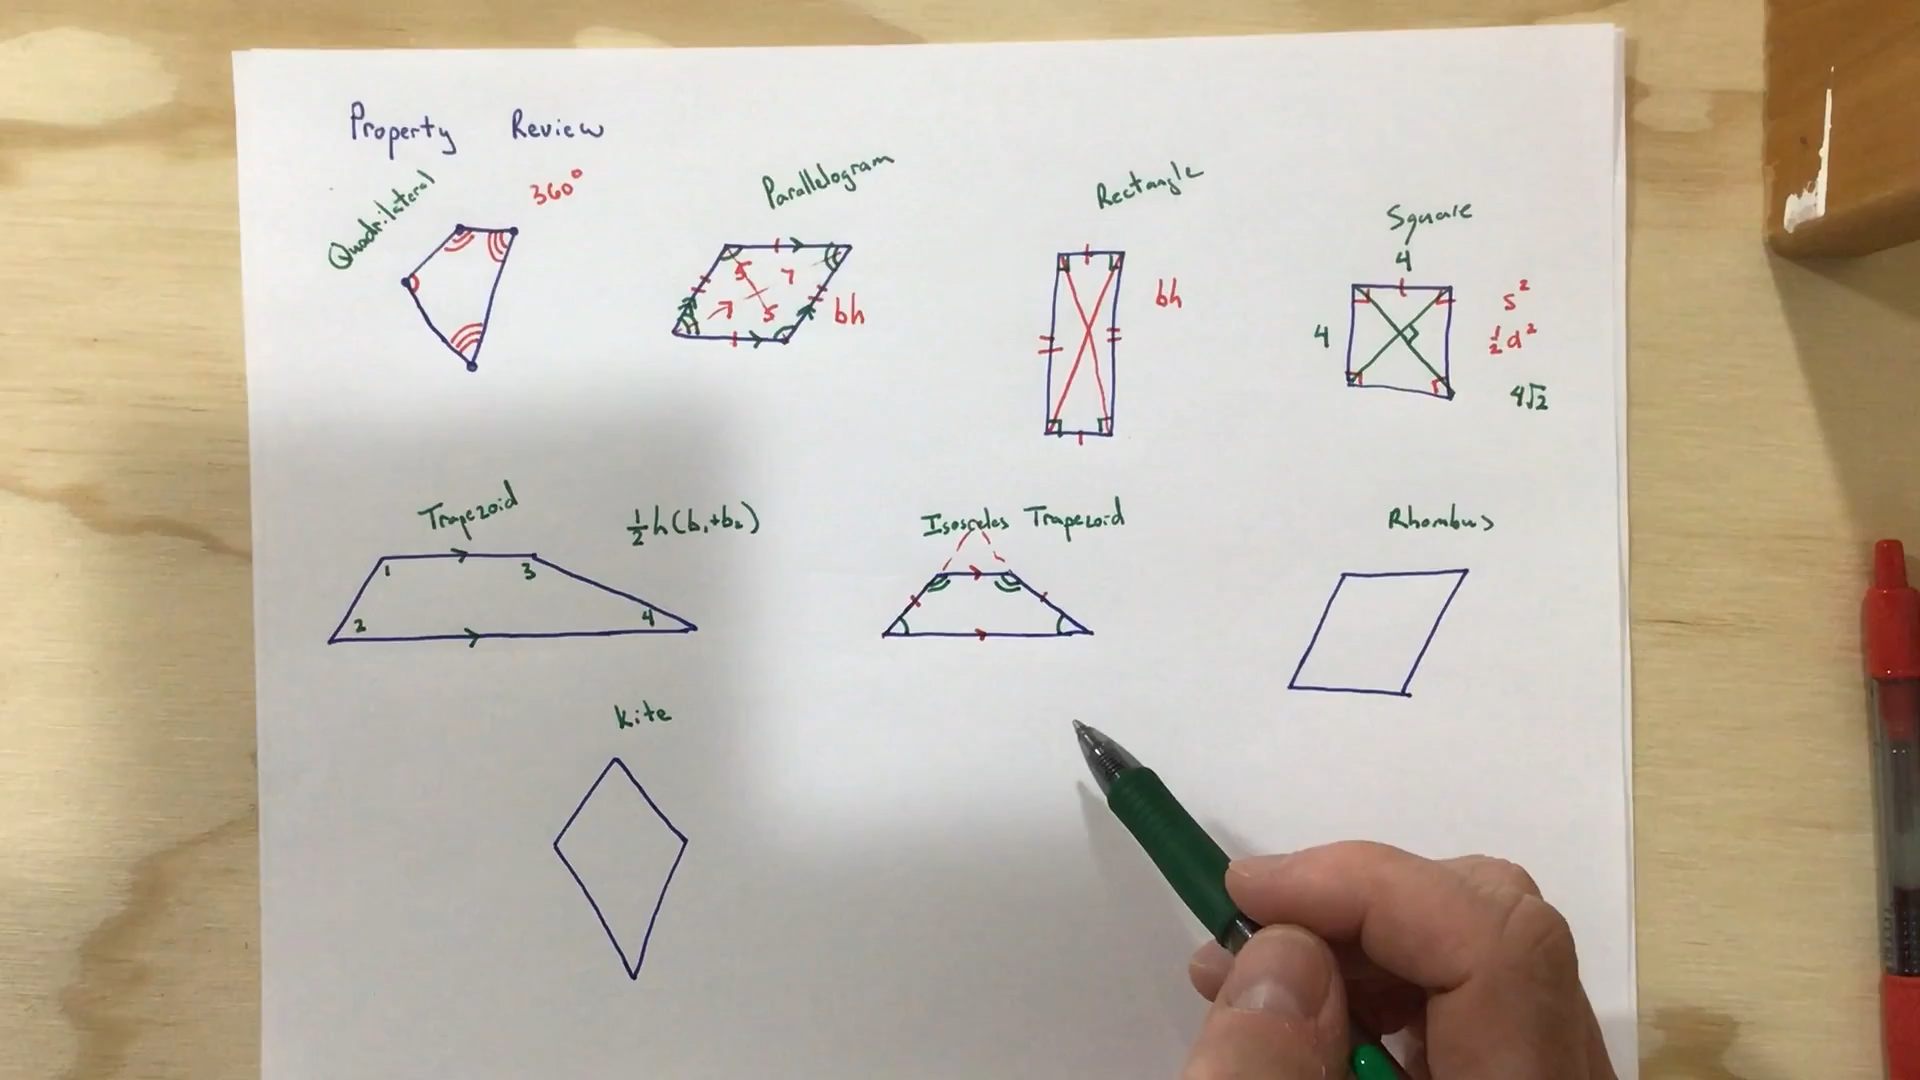 Property Review
Quadrilateral
360°
Parallelogram
5 7
7 5
bh
Rectangle
bh
Square
4
4
s²
½d²
4√2
Trapezoid
½h(b₁+b₂)
1 3
2 4
Isosceles Trapezoid
Rhombus
Kite